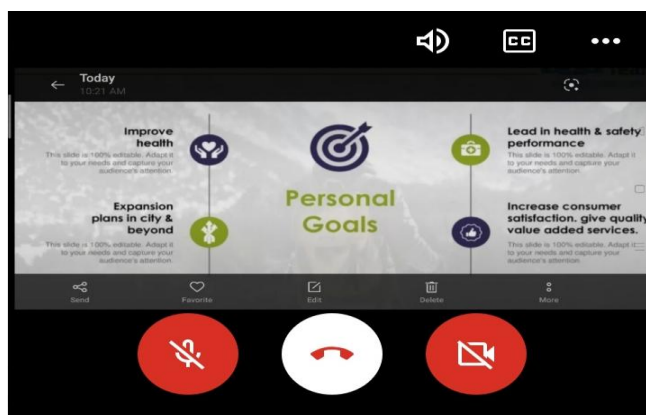 CC
Today
10:21 AM
Improve
health
This slide is 100% editable. Adapt it
to your needs and capture your
audience's attention.
Expansion
plans in city &
beyond
This slide is 100% editable. Adapt it
to your needs and capture your
audience's attention.
Personal
Goals
Lead in health & safety
performance
This slide is 100% editable. Adapt it
to your needs and capture your
audience's attention.
Increase consumer
satisfaction. give quality
value added services.
This slide is 100% editable. Adapt
to your needs and capture your
audience's attention.
Send
Favorite
Edit
Delete
More